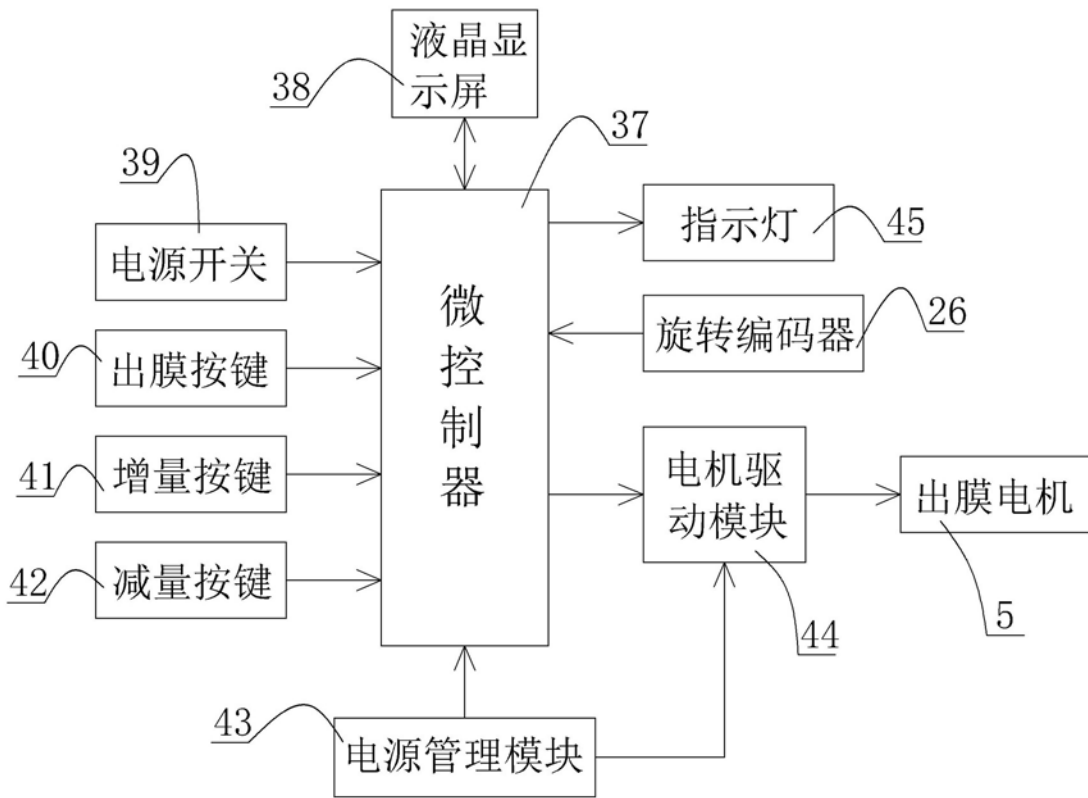 液晶显
示屏
38
37
39
电源开关
指示灯
45
微
控
制
器
旋转编码器
26
40
出膜按键
41
增量按键
电机驱
动模块
出膜电机
42
减量按键
44
5
43
电源管理模块